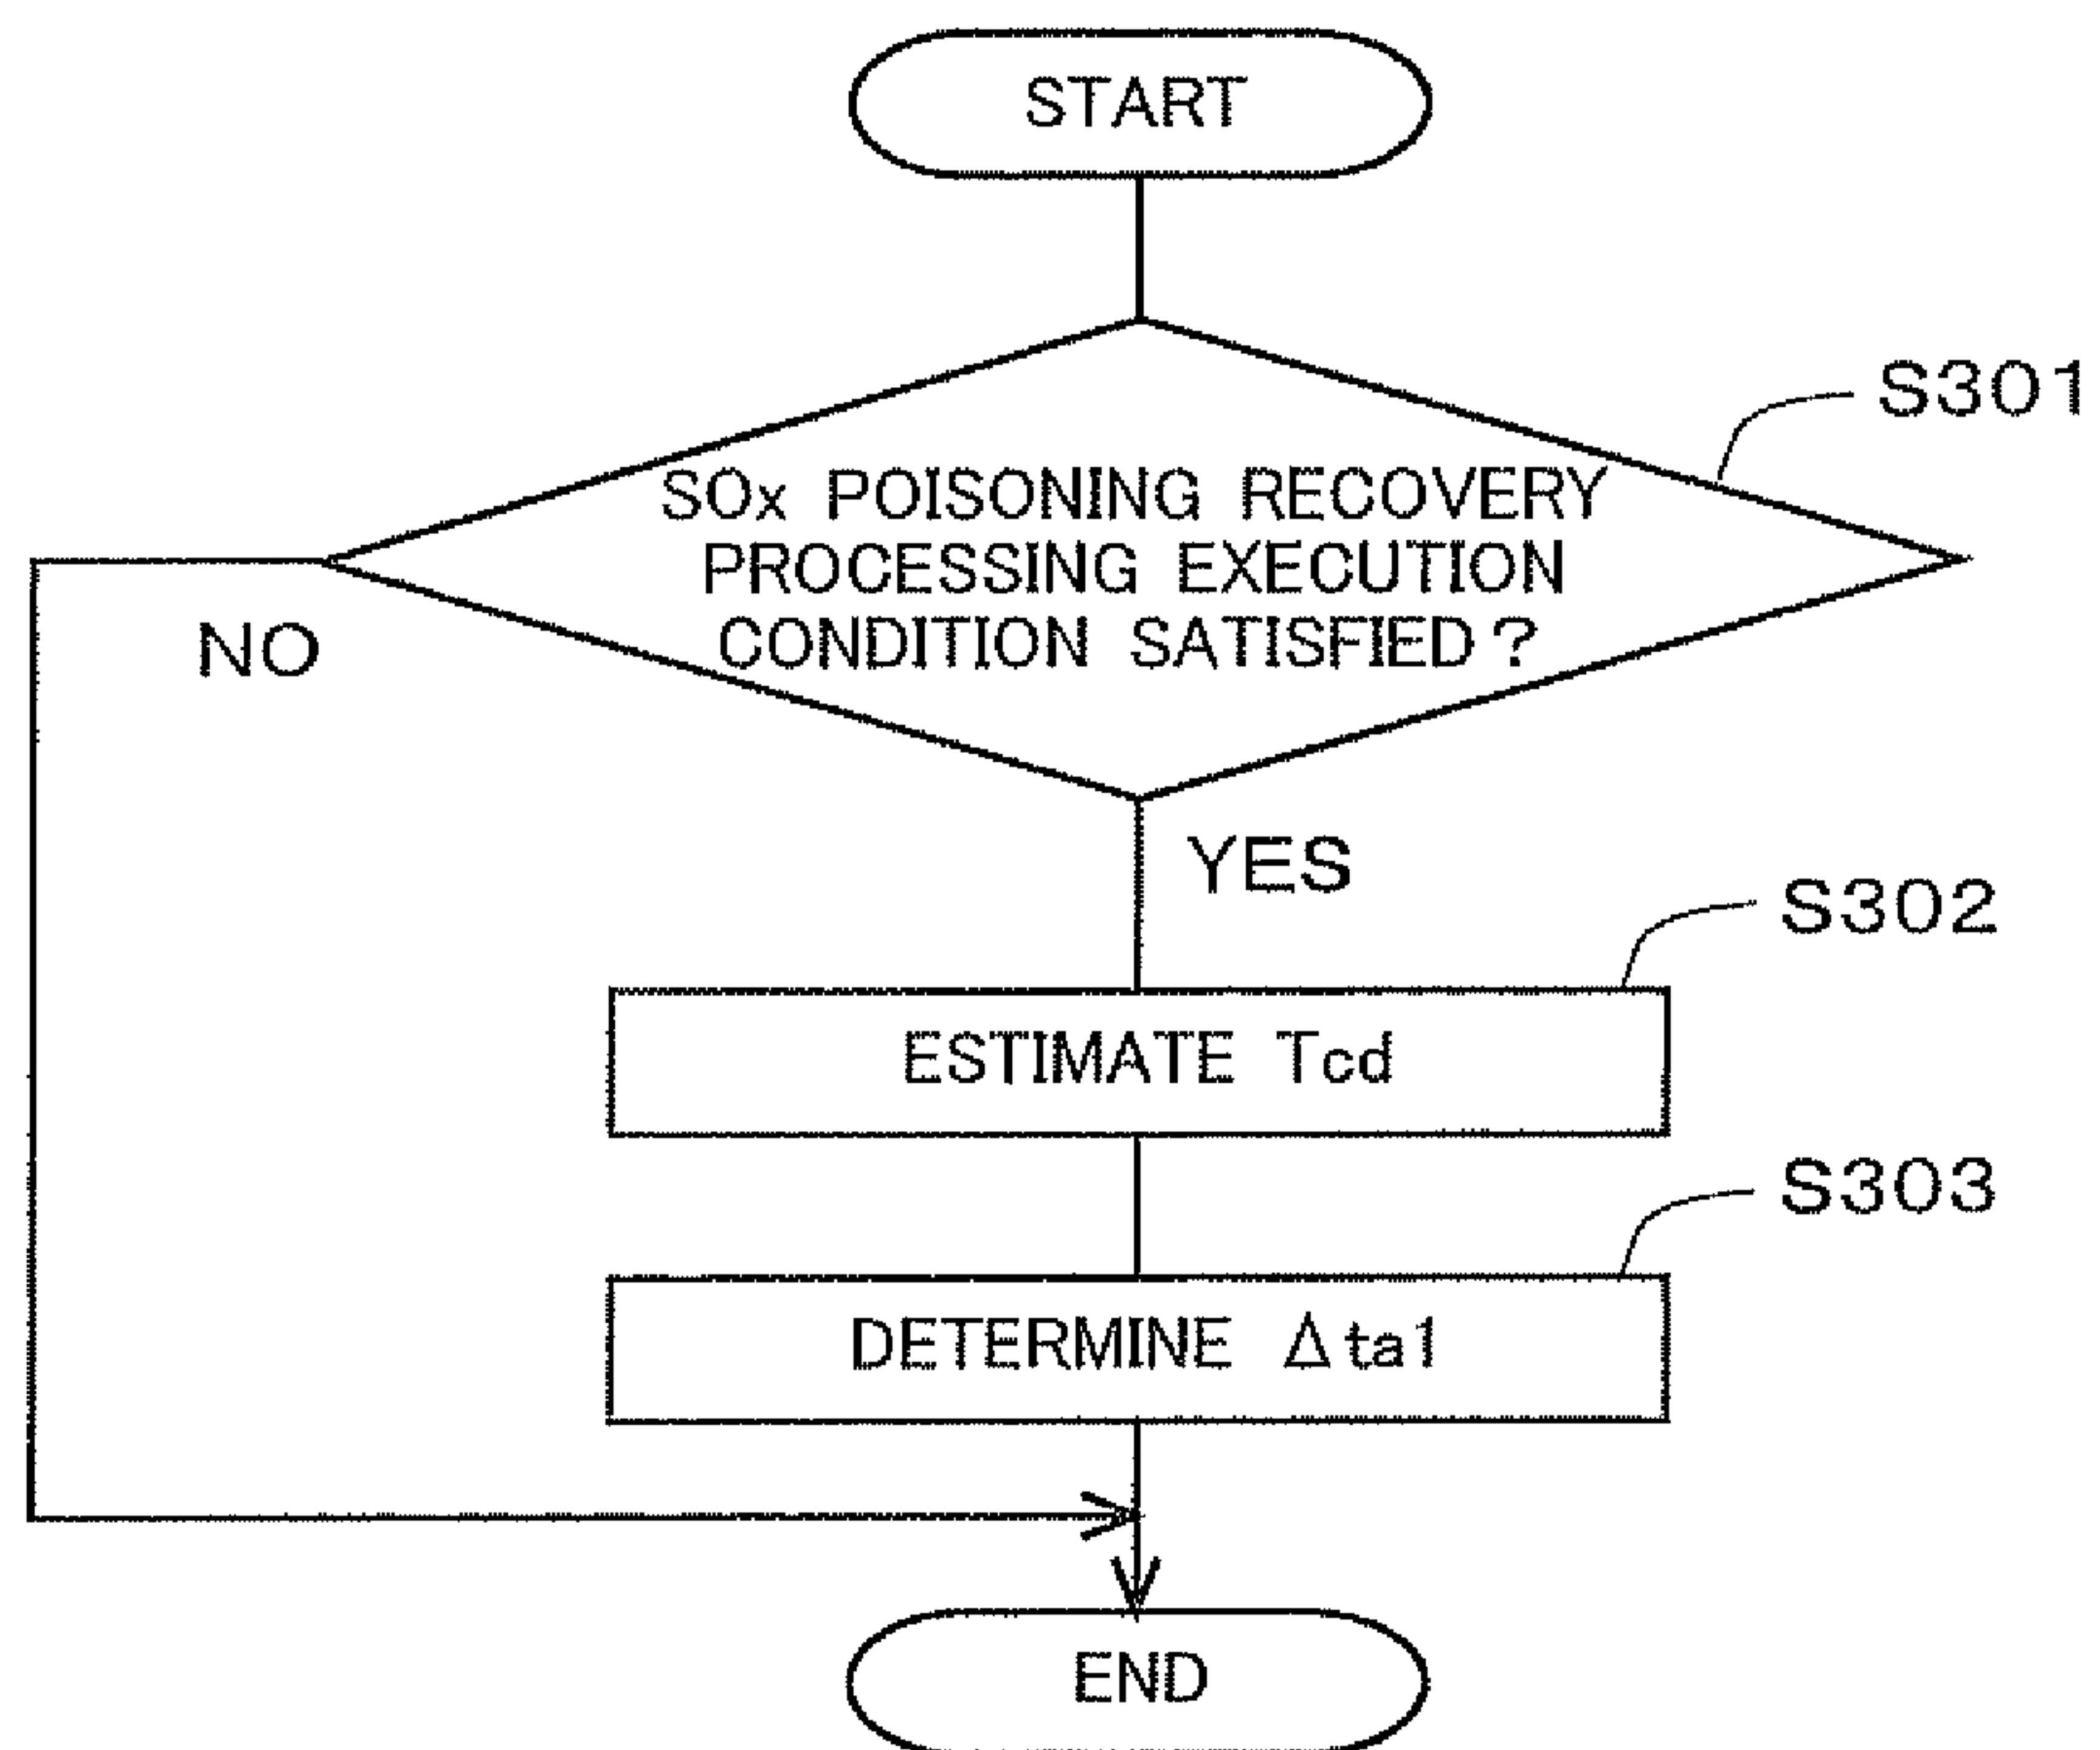 START
S301
SOx POISONING RECOVERY
PROCESSING EXECUTION
CONDITION SATISFIED?
NO
YES
S302
ESTIMATE Tcd
S303
DETERMINE Δta1
END